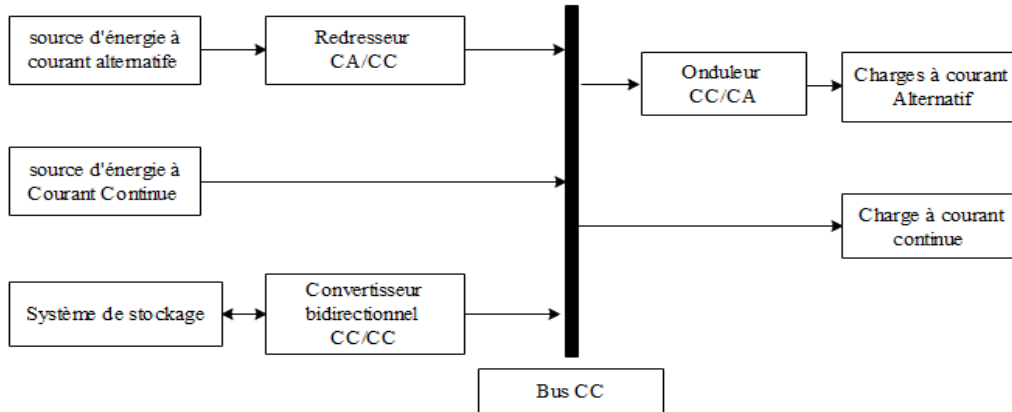 source d'énergie à
courant alternatife
Redresseur
CA/CC
Onduleur
CC/CA
Charges à courant
Alternatif
source d'énergie à
Courant Continue
Charge à courant
continue
Système de stockage
Convertisseur
bidirectionnel
CC/CC
Bus CC